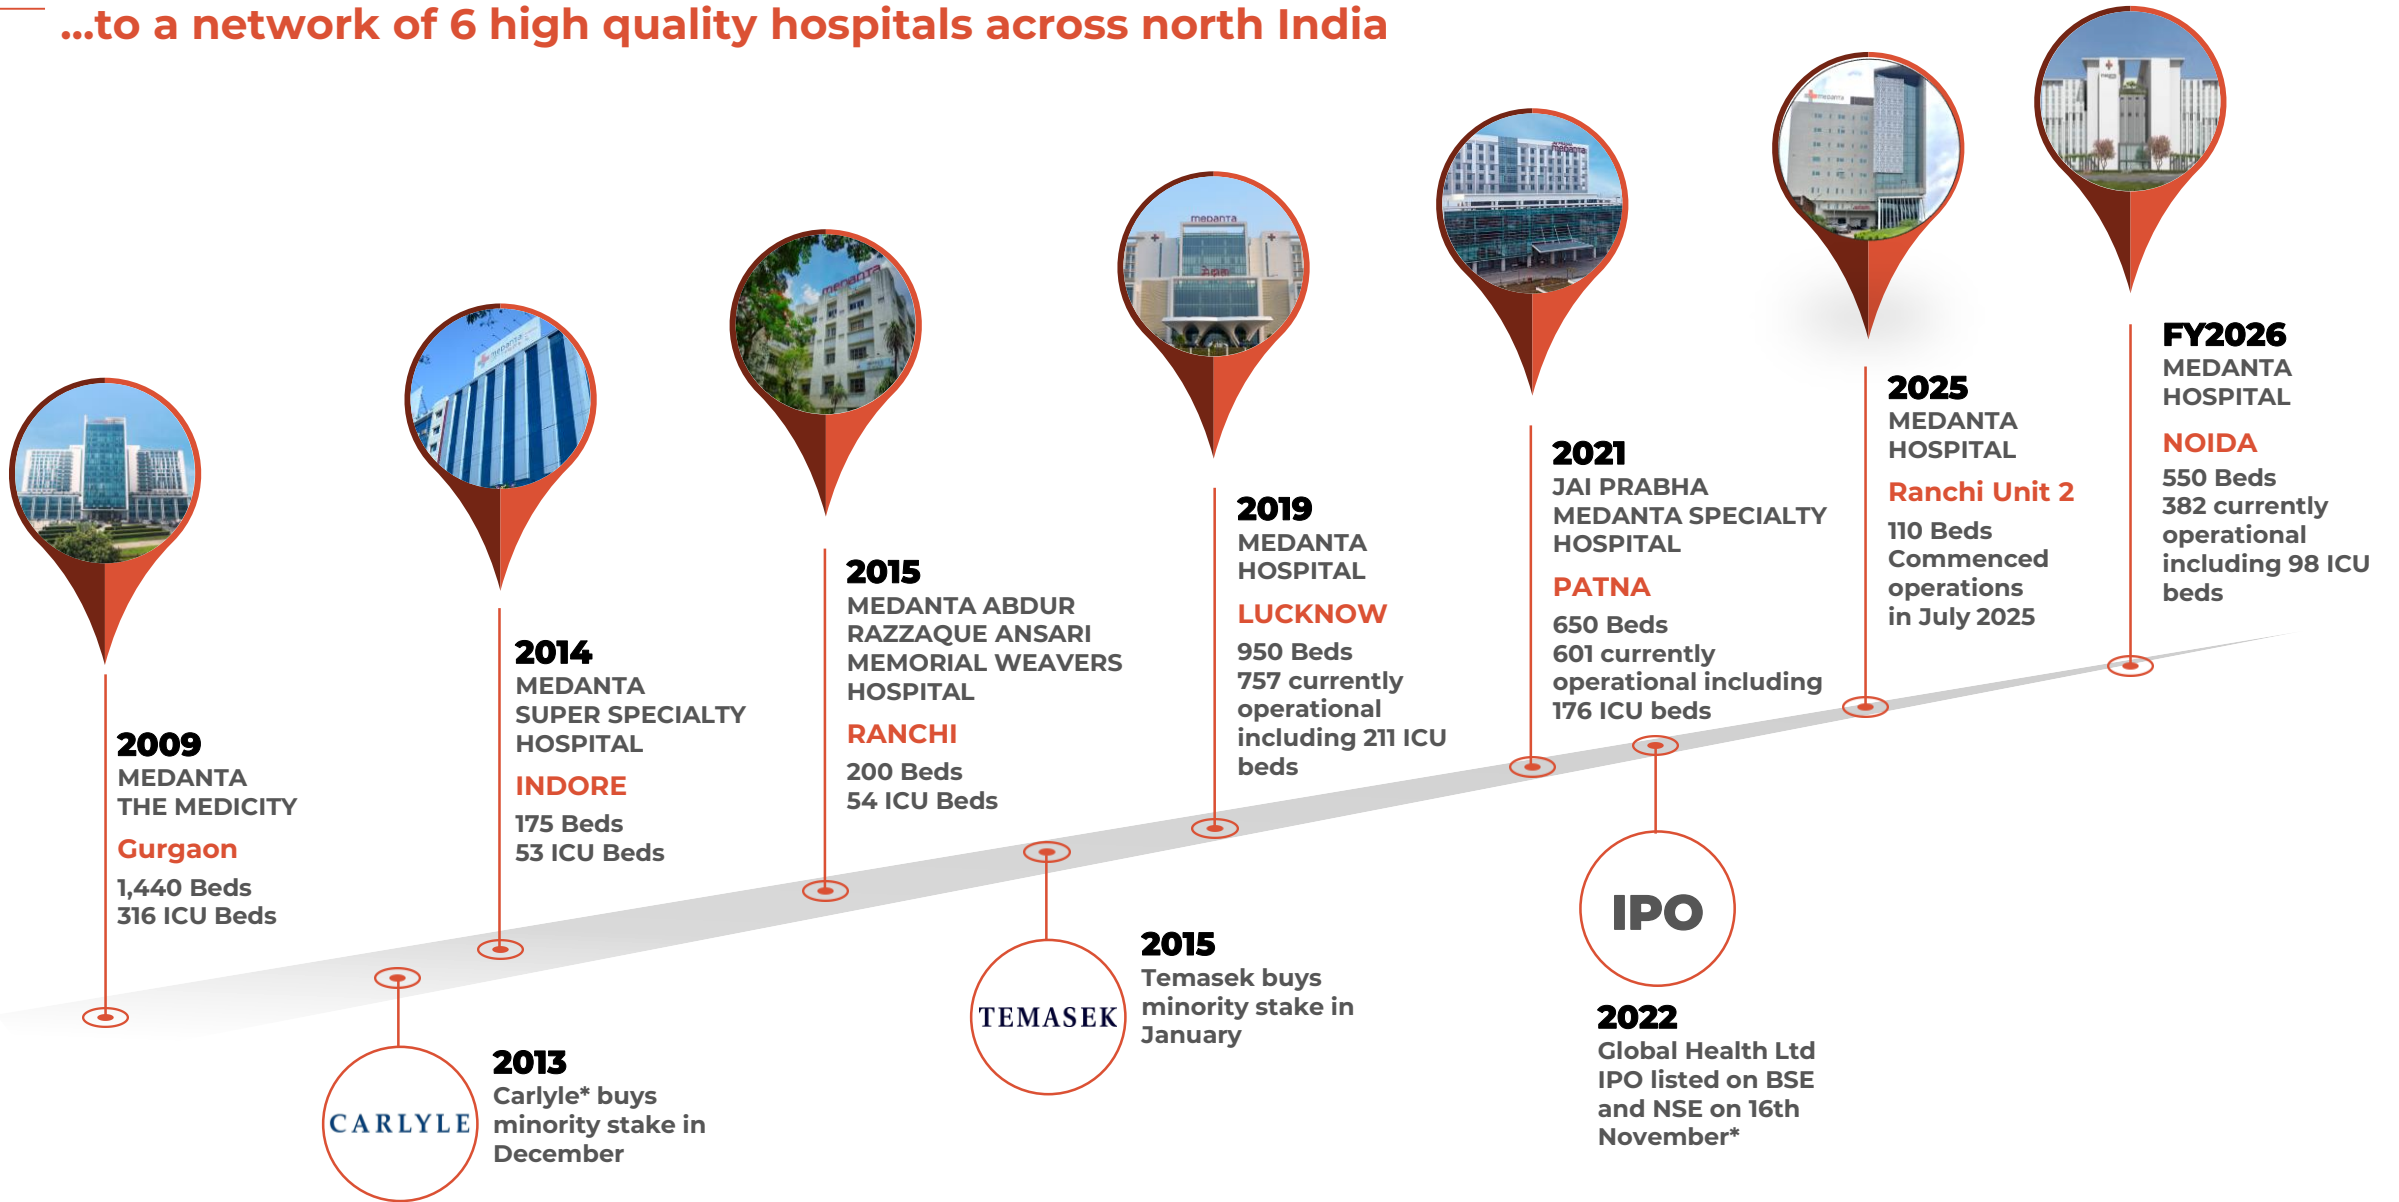 ...to a network of 6 high quality hospitals across north India
2009
MEDANTA
THE MEDICITY
Gurgaon
1,440 Beds
316 ICU Beds
CARLYLE
2013
Carlyle* buys
minority stake in
December
medanta
2014
MEDANTA
SUPER SPECIALTY
HOSPITAL
INDORE
175 Beds
53 ICU Beds
medanta
2015
MEDANTA ABDUR
RAZZAQUE ANSARI
MEMORIAL WEAVERS
HOSPITAL
RANCHI
200 Beds
54 ICU Beds
TEMASEK
2015
Temasek buys
minority stake in
January
medanta
2019
MEDANTA
HOSPITAL
LUCKNOW
950 Beds
757 currently
operational
including 211 ICU
beds
medanta
2021
JAI PRABHA
MEDANTA SPECIALTY
HOSPITAL
PATNA
650 Beds
601 currently
operational including
176 ICU beds
IPO
2022
Global Health Ltd
IPO listed on BSE
and NSE on 16th
November*
medanta
2025
MEDANTA
HOSPITAL
Ranchi Unit 2
110 Beds
Commenced
operations
in July 2025
FY2026
MEDANTA
HOSPITAL
NOIDA
550 Beds
382 currently
operational
including 98 ICU
beds